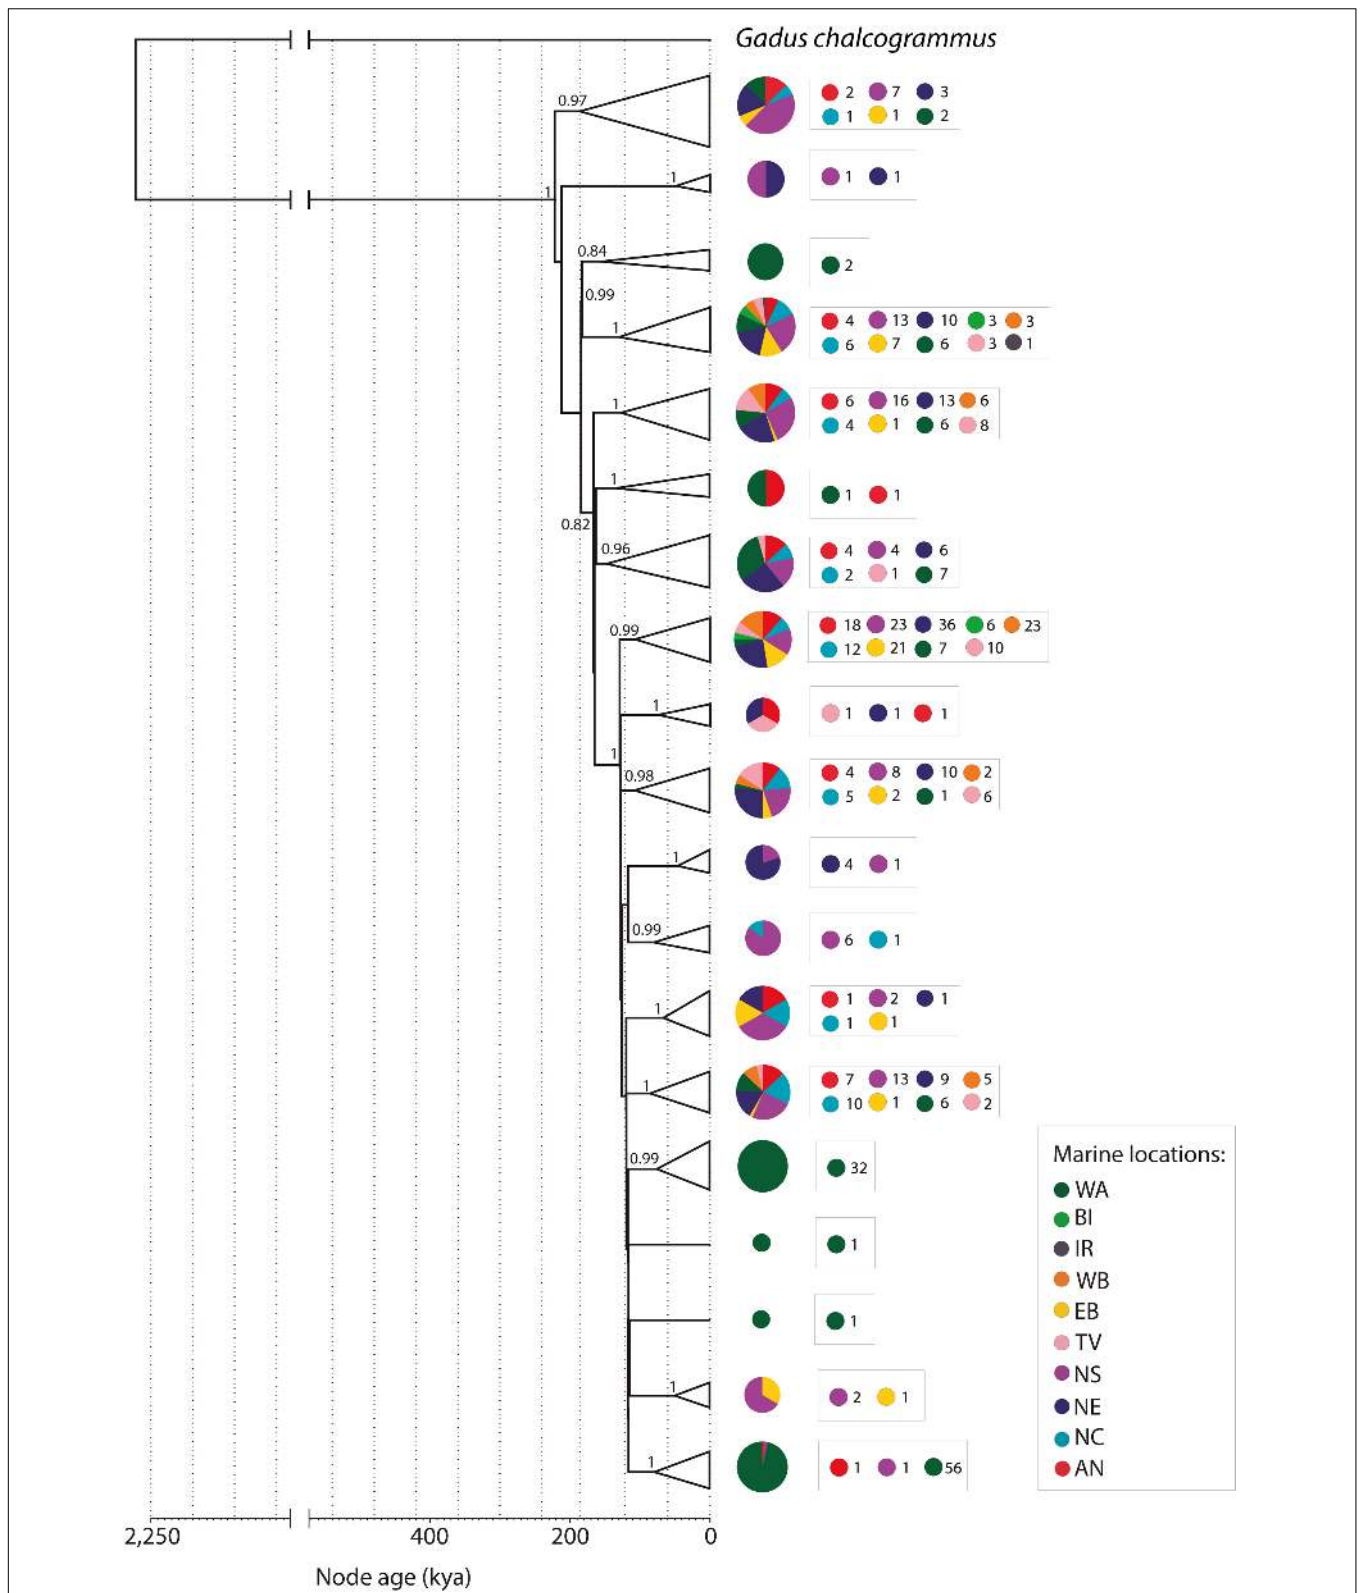 Gadus chalcogrammus
0.97
2 7 3
1 1 2
1
1
1 1
0.84
2
0.99
1
4 13 10 3 3
6 7 6 3 1
1
6 16 13 6
4 1 6 8
1
1 1
0.82
0.96
4 4 6
2 1 7
0.99
18 23 36 6 23
12 21 7 10
1
1 1 1
1
0.98
4 8 10 2
5 2 1 6
1
4 1
0.99
6 1
1
1 2 1
1 1
1
7 13 9 5
10 1 6 2
0.99
32
1
1
1
2 1
1
1 1 56
Marine locations:
WA
BI
IR
WB
EB
TV
NS
NE
NC
AN
2,250 400 200 0
Node age (kya)